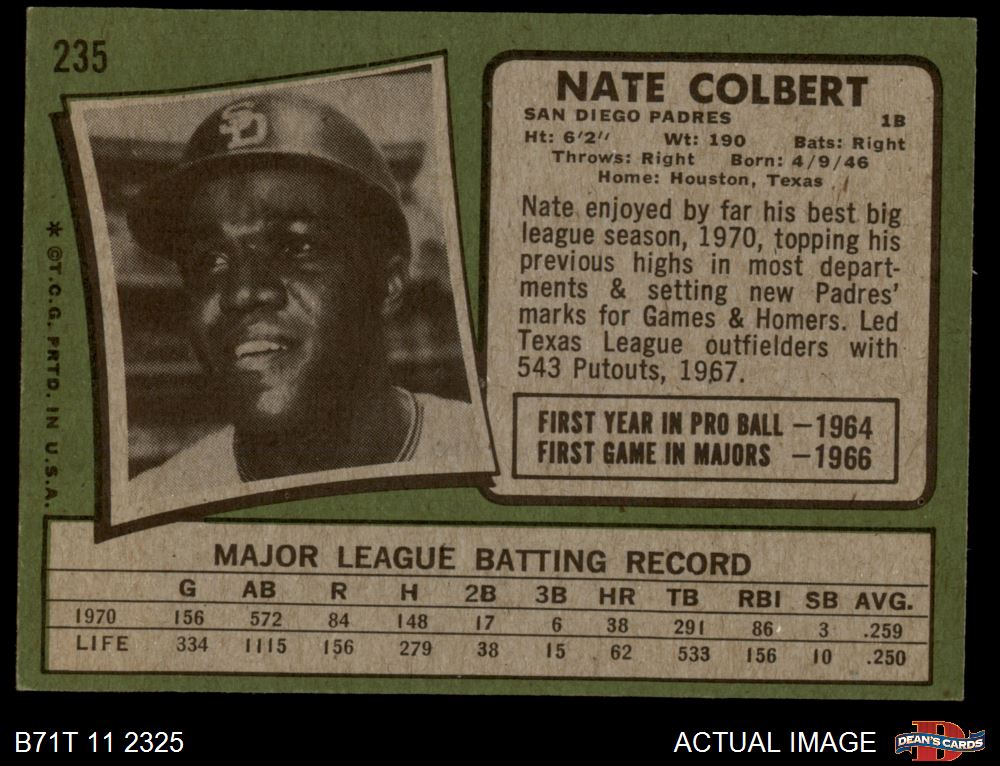 235
NATE COLBERT
SAN DIEGO PADRES 1B
Ht: 6'2" Wt: 190 Bats: Right
Throws: Right Born: 4/9/46
Home: Houston, Texas
Nate enjoyed by far his best big
league season, 1970, topping his
previous highs in most depart-
ments & setting new Padres'
marks for Games & Homers. Led
Texas League outfielders with
543 Putouts, 1967.
FIRST YEAR IN PRO BALL —1964
FIRST GAME IN MAJORS —1966
SD
* ©T.C.G. PRTD. IN U.S.A.
MAJOR LEAGUE BATTING RECORD
G AB R H 2B 3B HR TB RBI SB AVG.
1970 156 572 84 148 17 6 38 291 86 3 .259
LIFE 334 1115 156 279 38 15 62 533 156 10 .250
B71T 11 2325
ACTUAL IMAGE
D
DEAN'S CARDS